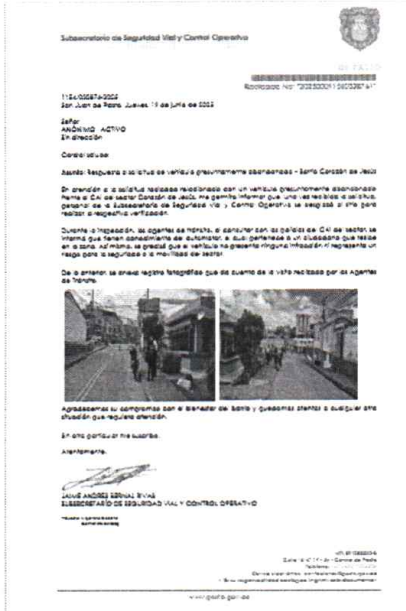 Subsecretaría de Seguridad Vial y Control Operativo
San Juan de Pasto, Jueves, 19 de junio de 2025
Señor
ANÓNIMO ACTIVO
En dirección
Cordial saludo:
Asunto: Respuesta a solicitud de vehículo presuntamente abandonado – Barrio Corazón de Jesús
En atención a la solicitud radicada relacionada con un vehículo presuntamente abandonado
frente al CAI del sector Corazón de Jesús, me permito informar que una vez recibida la solicitud,
personal de la Subsecretaría de Seguridad Vial y Control Operativo se desplazó al sitio para
realizar la respectiva verificación.
Durante la inspección, los agentes de tránsito, al consultar con los policías del CAI del sector, se
informa que tienen conocimiento del automotor, el cual pertenece a un ciudadano que reside
en la zona. Así mismo, se precisó que el vehículo no presenta ninguna infracción ni representa un
riesgo para la seguridad o la movilidad del sector.
De lo anterior, se anexa registro fotográfico que da cuenta de la visita realizada por los Agentes
de Tránsito.
Agradecemos su compromiso con el bienestar del barrio y quedamos atentos a cualquier otra
situación que requiera atención.
Sin otro particular me suscribo,
Atentamente,
JAIME ANDRÉS BERNAL RIVAS
SUBSECRETARIO DE SEGURIDAD VIAL Y CONTROL OPERATIVO
www.pasto.gov.co